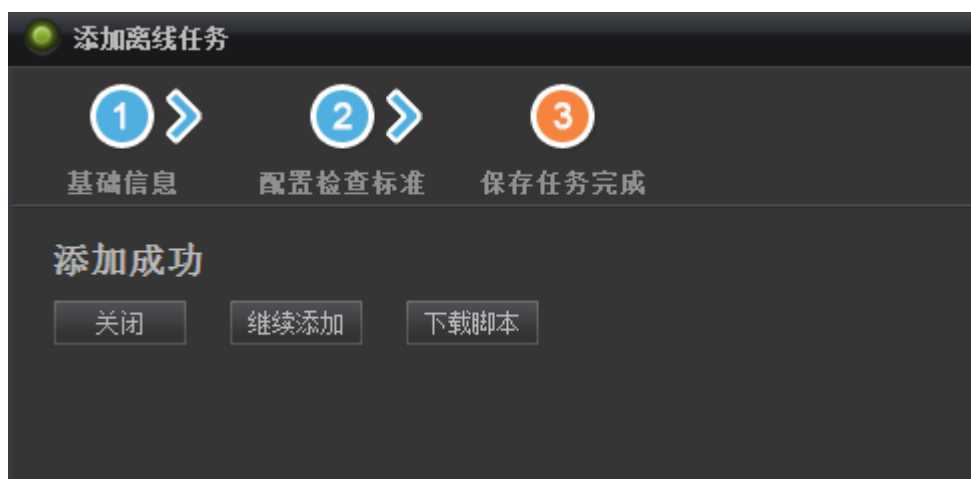 添加离线任务
1 2 3
基础信息 配置检查标准 保存任务完成
添加成功
关闭 继续添加 下载脚本